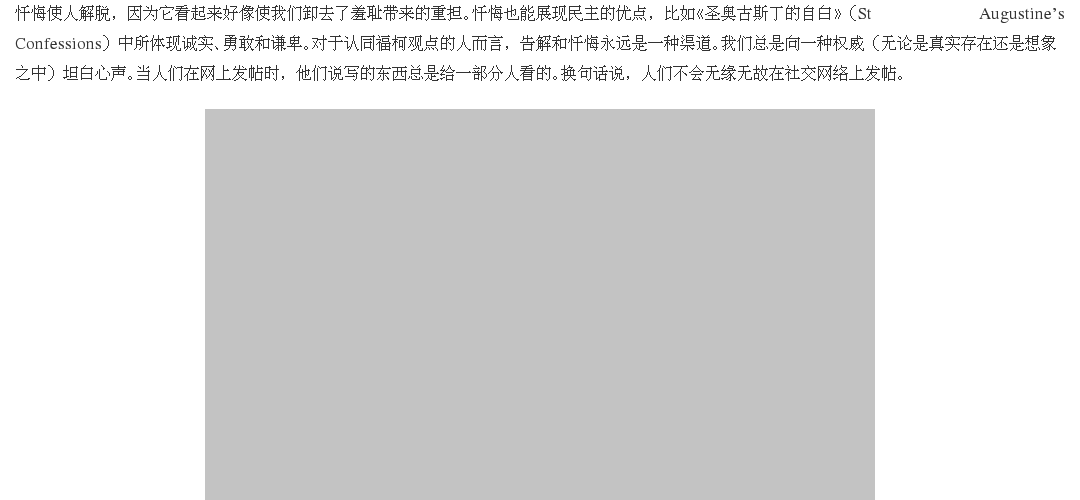 忏悔使人解脱，因为它看起来好像使我们卸去了羞耻带来的重担。忏悔也能展现民主的优点，比如《圣奥古斯丁的自白》（St Augustine’s
Confessions）中所体现诚实、勇敢和谦卑。对于认同福柯观点的人而言，告解和忏悔永远是一种渠道。我们总是向一种权威（无论是真实存在还是想象
之中）坦白心声。当人们在网上发帖时，他们说写的东西总是给一部分人看的。换句话说，人们不会无缘无故在社交网络上发帖。